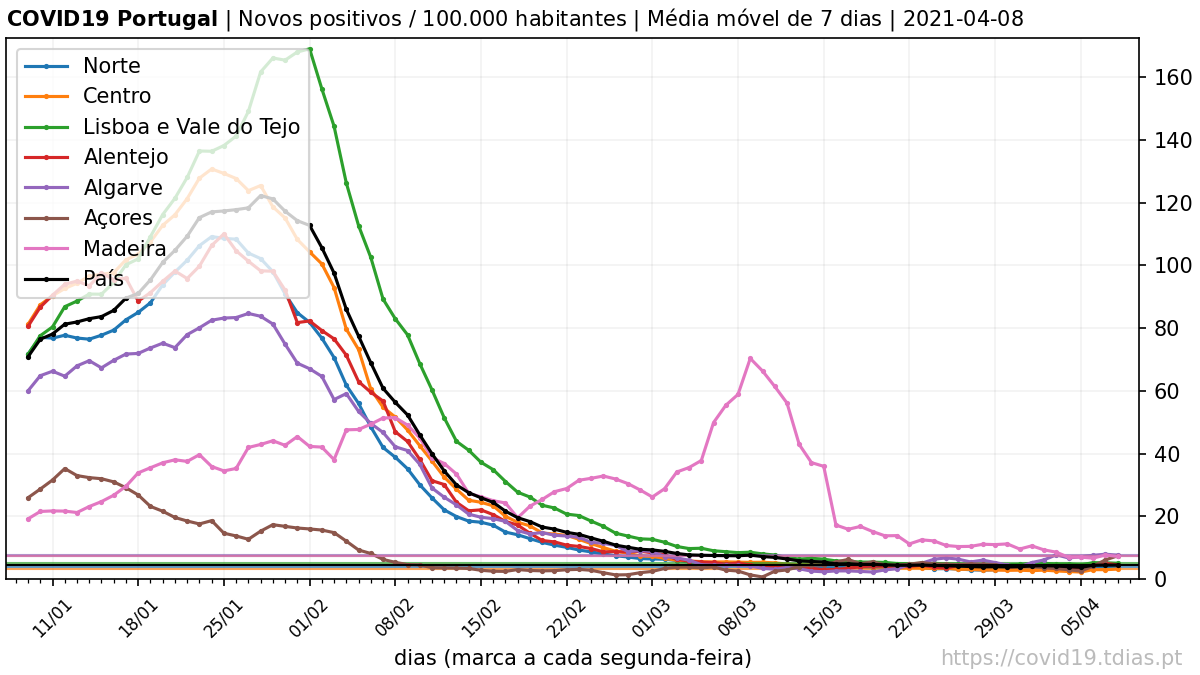 COVID19 Portugal | Novos positivos / 100.000 habitantes | Média móvel de 7 dias | 2021-04-08
Norte
Centro
Lisboa e Vale do Tejo
Alentejo
Algarve
Açores
Madeira
País
160
140
120
100
80
60
40
20
0
11/01
18/01
25/01
01/02
08/02
15/02
22/02
01/03
08/03
15/03
22/03
29/03
05/04
dias (marca a cada segunda-feira)
https://covid19.tdias.pt